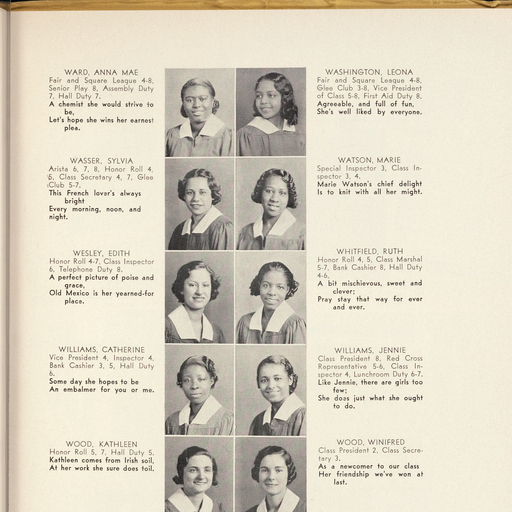 WARD, ANNA MAE
Fair and Square League 4-8,
Senior Play 8, Assembly Duty
7, Hall Duty 7.
A chemist she would strive to
be,
Let's hope she wins her earnest
plea.
WASHINGTON, LEONA
Fair and Square League 4-8,
Glee Club 3-8, Vice President
of Class 5-8, First Aid Duty 8.
Agreeable, and full of fun,
She's well liked by everyone.
WASSER, SYLVIA
Arista 6, 7, 8, Honor Roll 4,
5, Class Secretary 4, 7, Glee
Club 5-7.
This French lover's always
bright
Every morning, noon, and
night.
WATSON, MARIE
Special Inspector 3, Class In-
spector 3, 4.
Marie Watson's chief delight
Is to knit with all her might.
WESLEY, EDITH
Honor Roll 4-7, Class Inspector
6, Telephone Duty 8.
A perfect picture of poise and
grace,
Old Mexico is her yearned-for
place.
WHITFIELD, RUTH
Honor Roll 4, 5, Class Marshal
5-7, Bank Cashier 8, Hall Duty
4-6.
A bit mischievous, sweet and
clever;
Pray stay that way for ever
and ever.
WILLIAMS, CATHERINE
Vice President 4, Inspector 4,
Bank Cashier 3, 5, Hall Duty
6.
Some day she hopes to be
An embalmer for you or me.
WILLIAMS, JENNIE
Class President 8, Red Cross
Representative 5-6, Class In-
spector 4, Lunchroom Duty 6-7.
Like Jennie, there are girls too
few;
She does just what she ought
to do.
WOOD, KATHLEEN
Honor Roll 5, 7, Hall Duty 5.
Kathleen comes from Irish soil,
At her work she sure does toil.
WOOD, WINIFRED
Class President 2, Class Secre-
tary 3.
As a newcomer to our class
Her friendship we've won at
last.